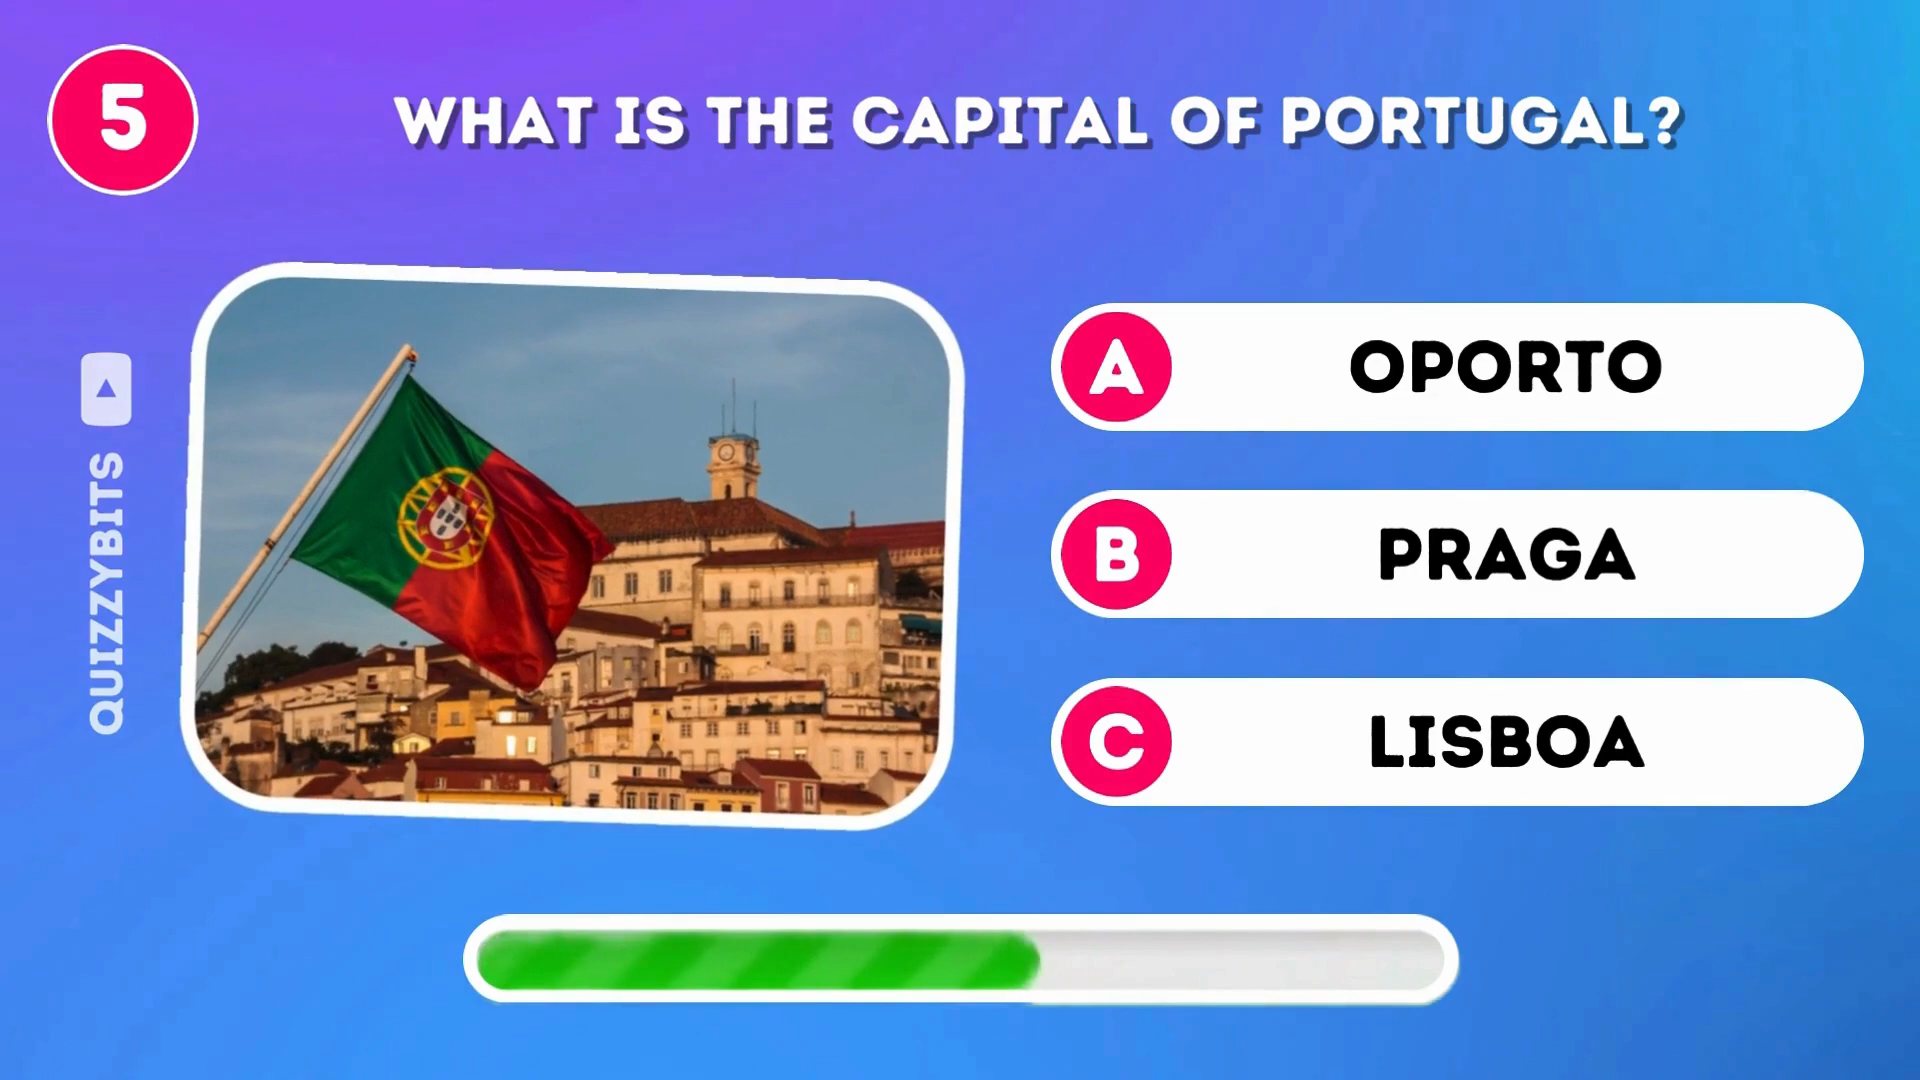 5
WHAT IS THE CAPITAL OF PORTUGAL?
QUIZZYBITS
A OPORTO
B PRAGA
C LISBOA